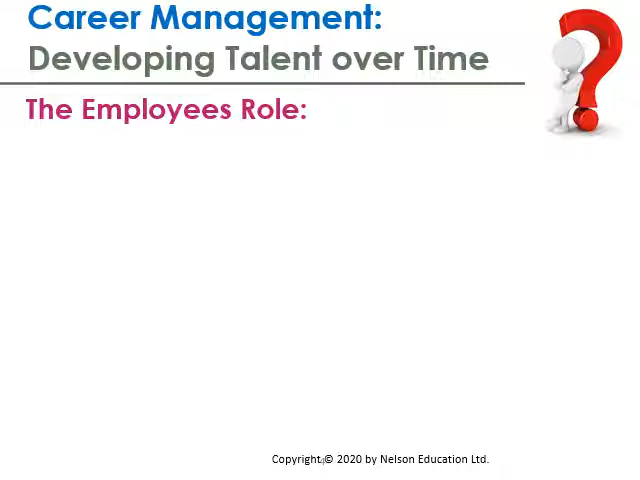 Career Management:
Developing Talent over Time
The Employees Role:
Copyright © 2020 by Nelson Education Ltd.